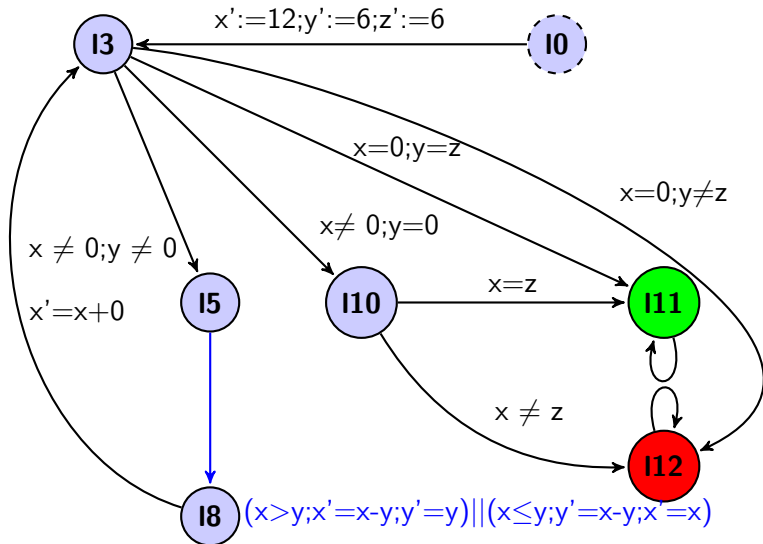 x':=12;y':=6;z':=6
l3
l0
x=0;y=z
x=0;y≠z
x≠ 0;y=0
x ≠ 0;y ≠ 0
x=z
l5
l10
l11
x'=x+0
x ≠ z
l12
l8
(x>y;x'=x-y;y'=y)||(x≤y;y'=x-y;x'=x)